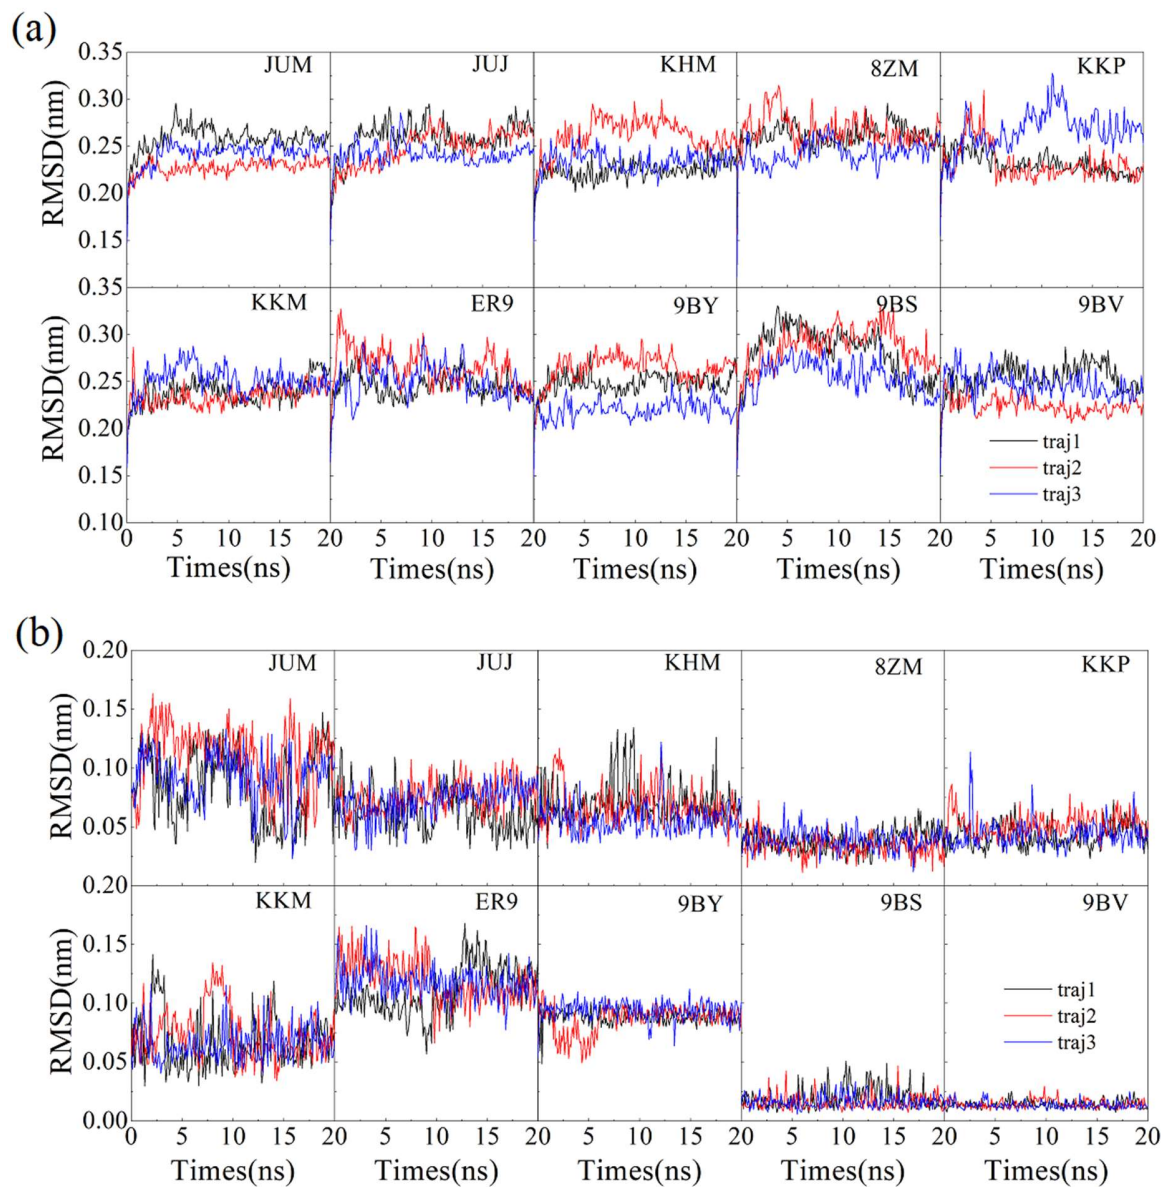 (a)
0.35
JUM
JUJ
KHM
8ZM
KKP
0.30
0.25
0.20
0.15
RMSD(nm)
0.35
KKM
ER9
9BY
9BS
9BV
0.30
0.25
0.20
0.15
0.10
RMSD(nm)
traj1
traj2
traj3
0 5 10 15 20 5 10 15 20 5 10 15 20 5 10 15 20 5 10 15 20
Times(ns) Times(ns) Times(ns) Times(ns) Times(ns)
(b)
0.20
JUM
JUJ
KHM
8ZM
KKP
0.15
0.10
0.05
RMSD(nm)
0.20
KKM
ER9
9BY
9BS
9BV
0.15
0.10
0.05
0.00
RMSD(nm)
traj1
traj2
traj3
0 5 10 15 20 5 10 15 20 5 10 15 20 5 10 15 20 5 10 15 20
Times(ns) Times(ns) Times(ns) Times(ns) Times(ns)